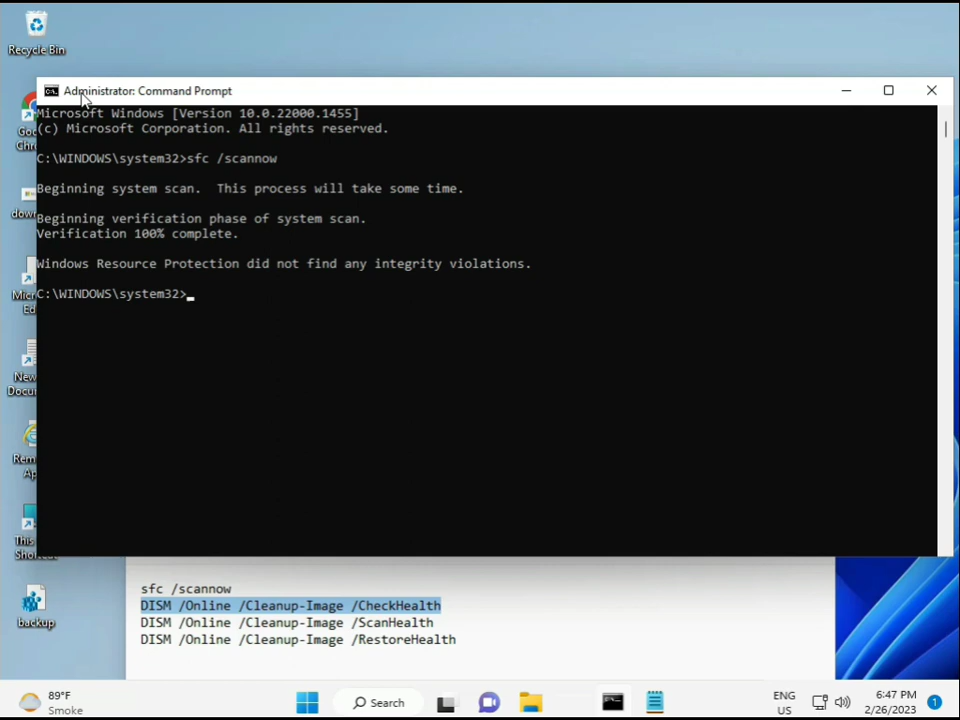 Recycle Bin
Administrator: Command Prompt
Microsoft Windows [Version 10.0.22000.1455]
(c) Microsoft Corporation. All rights reserved.
C:\WINDOWS\system32>sfc /scannow
Beginning system scan.  This process will take some time.
Beginning verification phase of system scan.
Verification 100% complete.
Windows Resource Protection did not find any integrity violations.
C:\WINDOWS\system32>
backup
sfc /scannow
DISM /Online /Cleanup-Image /CheckHealth
DISM /Online /Cleanup-Image /ScanHealth
DISM /Online /Cleanup-Image /RestoreHealth
89°F
Smoke
Search
ENG
US
6:47 PM
2/26/2023
1